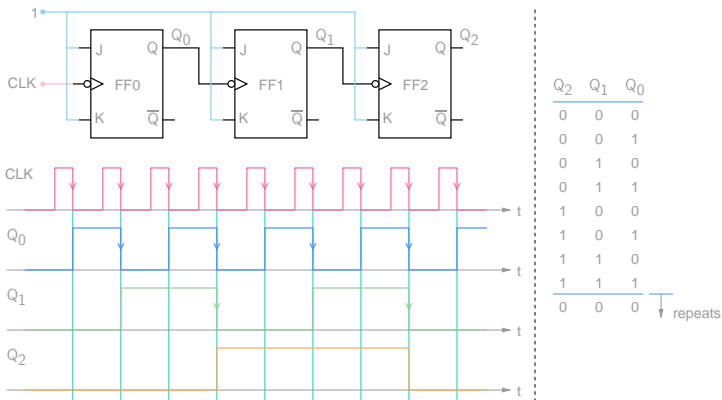 1
Q0 Q1 Q2
J Q J Q J Q
CLK FF0 FF1 FF2
K Q̅ K Q̅ K Q̅
CLK t
Q0 t
Q1 t
Q2 t
Q2 Q1 Q0
0 0 0
0 0 1
0 1 0
0 1 1
1 0 0
1 0 1
1 1 0
1 1 1
0 0 0 repeats